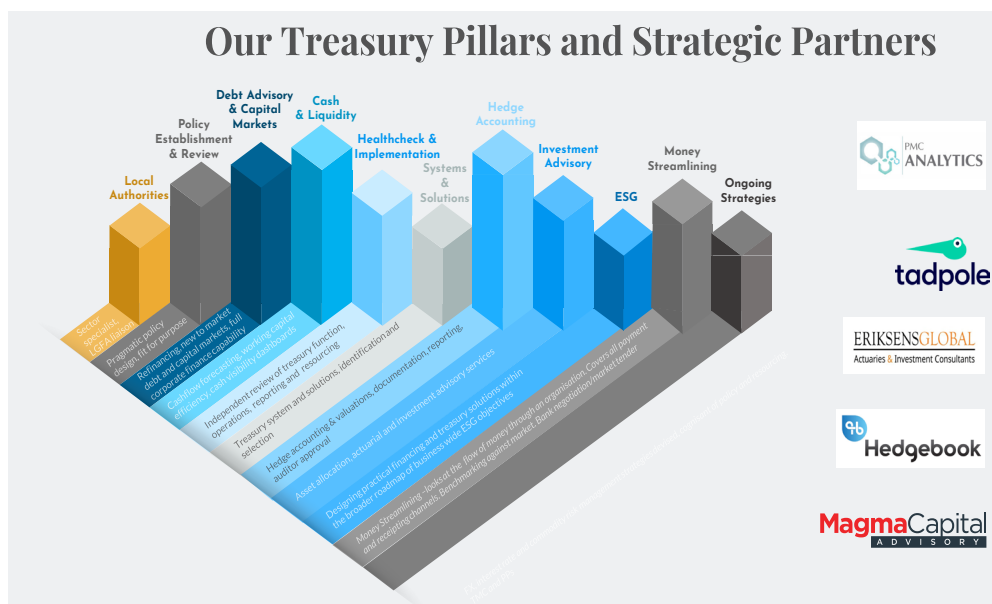 Our Treasury Pillars and Strategic Partners
Local
Authorities
Policy
Establishment
& Review
Debt Advisory
& Capital
Markets
Cash
& Liquidity
Healthcheck &
Implementation
Systems
&
Solutions
Hedge
Accounting
Investment
Advisory
ESG
Money
Streamlining
Ongoing
Strategies
Sector
specialist,
LGFA liaison
Pragmatic policy
design, fit for purpose
Refinancing, new to market
debt and capital markets, full
corporate finance capability
Cashflow forecasting, working capital
efficiency, cash visibility dashboards
Independent review of treasury function,
operations, reporting and resourcing
Treasury system and solutions, identification and
selection
Hedge accounting & valuations, documentation, reporting,
auditor approval
Asset allocation, actuarial and investment advisory services
Designing practical financing and treasury solutions within
the broader roadmap of business wide ESG objectives
Money Streamlining -looks at the flow of money through an organisation. Covers all payment
and receipting channels. Benchmarking against market. Bank negotiation/market tender
PMC
ANALYTICS
tadpole
ERIKSENSGLOBAL
Actuaries & Investment Consultants
Hedgebook
MagmaCapital
ADVISORY